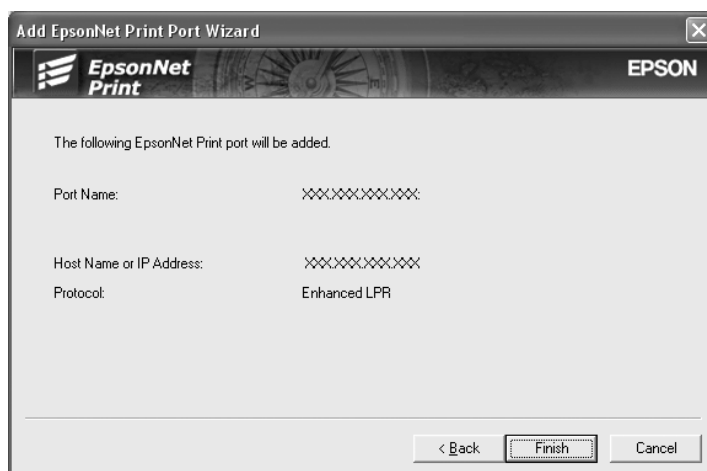 Add EpsonNet Print Port Wizard
EpsonNet
Print
EPSON
The following EpsonNet Print port will be added.
Port Name: XXX.XXX.XXX.XXX:
Host Name or IP Address: XXX.XXX.XXX.XXX
Protocol: Enhanced LPR
< Back Finish Cancel